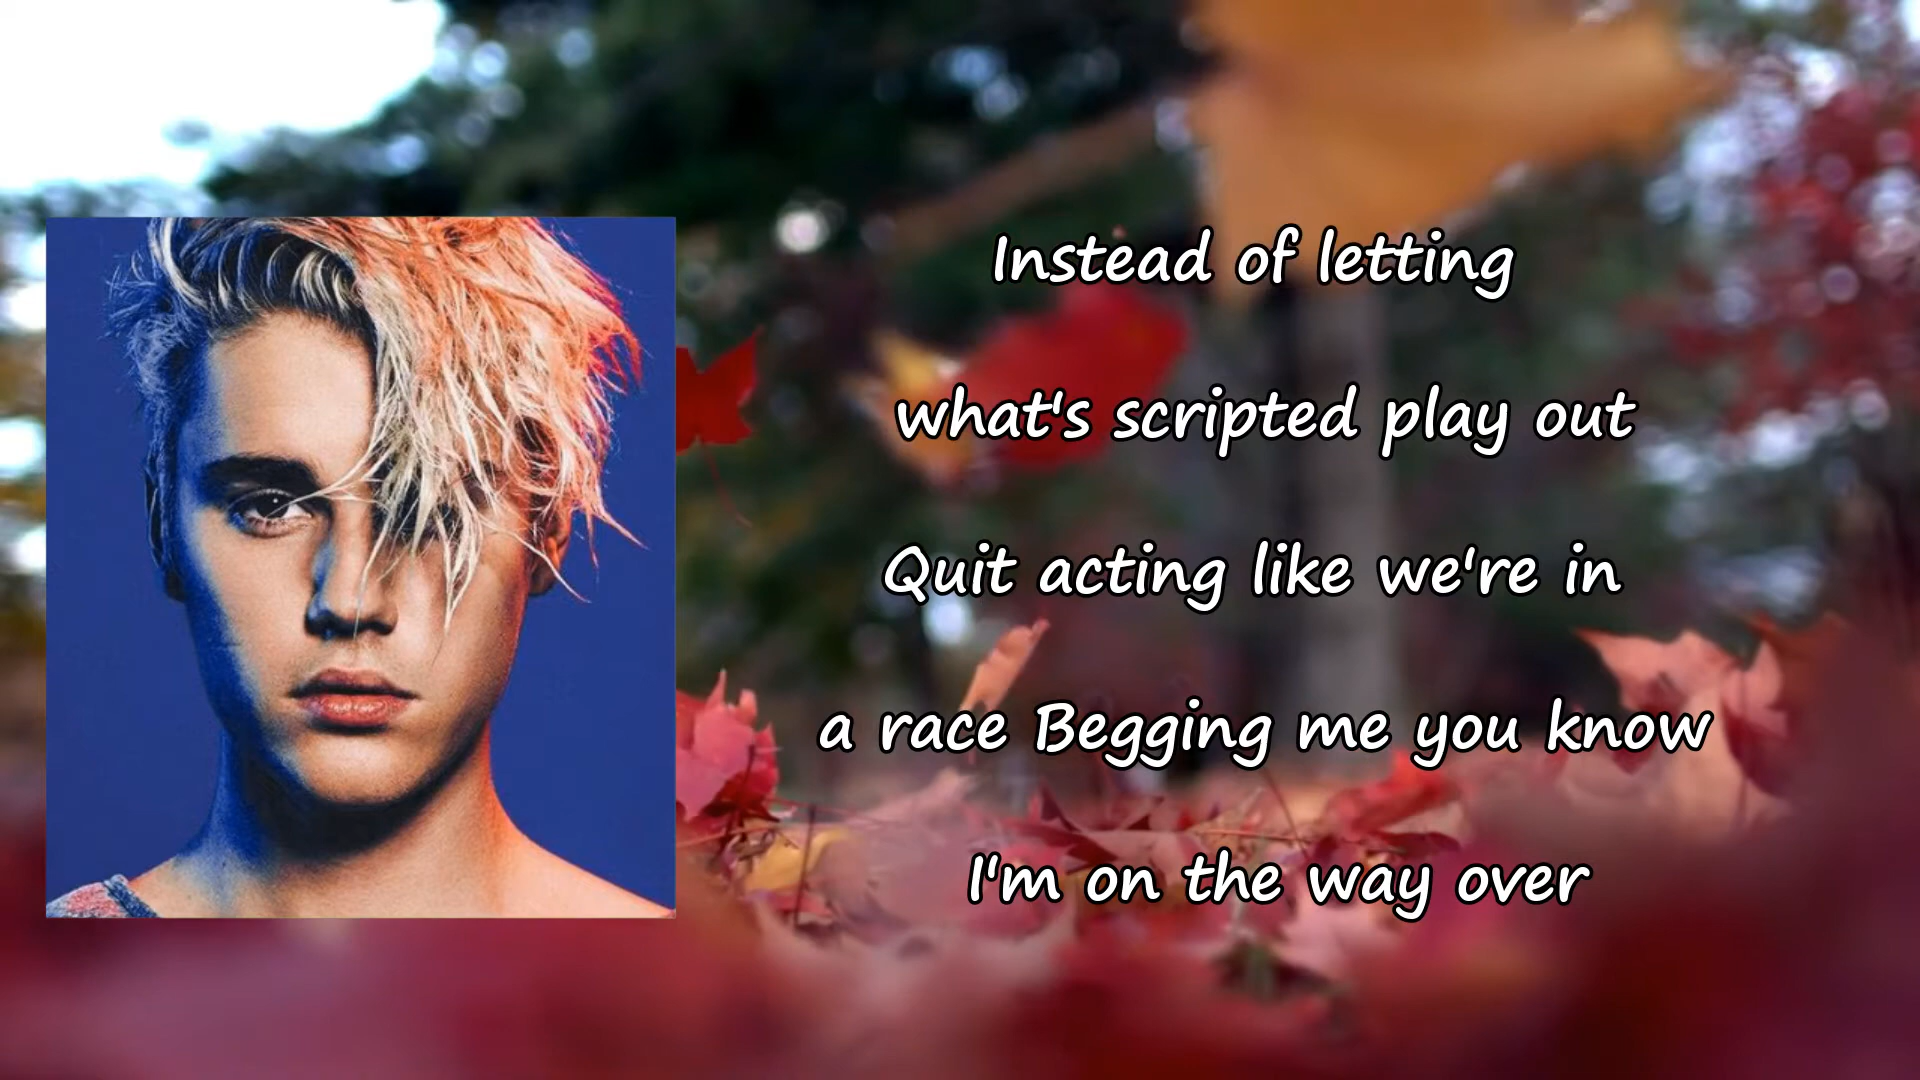 Instead of letting
what's scripted play out
Quit acting like we're in
a race Begging me you know
I'm on the way over